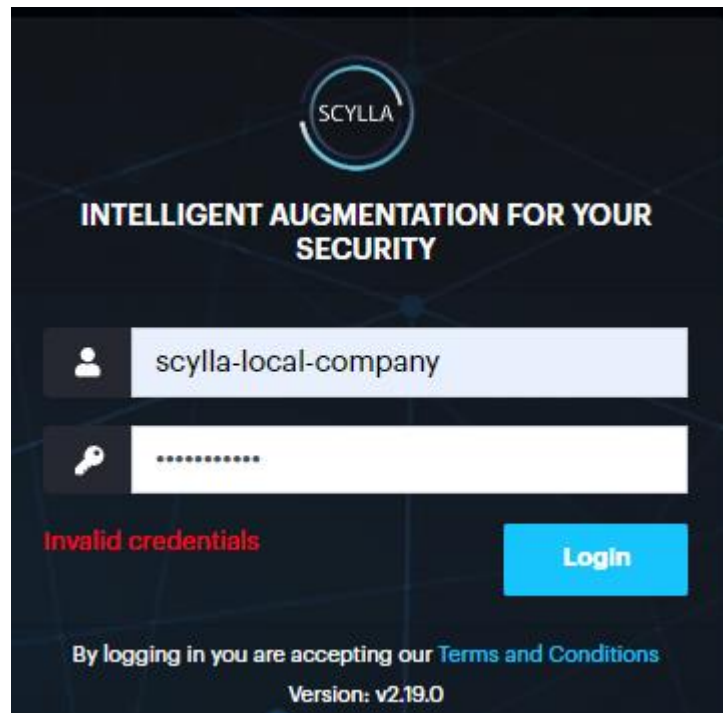 SCYLLA
INTELLIGENT AUGMENTATION FOR YOUR
SECURITY
scylla-local-company
•••••••••••
Invalid credentials
Login
By logging in you are accepting our Terms and Conditions
Version: v2.19.0